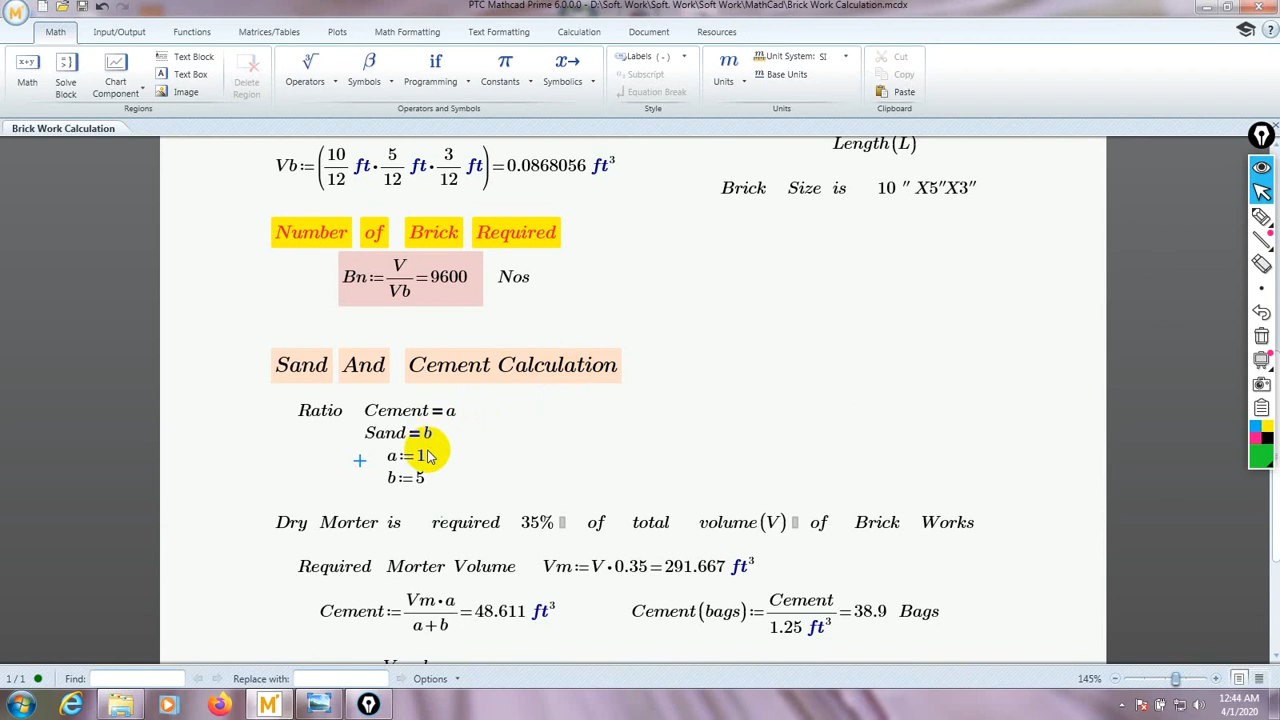 PTC Mathcad Prime 6.0.0.0 - D:\Soft. Work\Soft. Work\Soft. Work\MathCad\Brick Work Calculation.mcdx
Math Input/Output Functions Matrices/Tables Plots Math Formatting Text Formatting Calculation Document Resources
Math
Solve Block
Chart Component
Text Block
Text Box
Image
Delete Region
Operators
Symbols
Programming
Constants
Symbolics
Labels (-)
Subscript
Equation Break
Units
Unit System: SI
Base Units
Cut
Copy
Paste
Regions Operators and Symbols Style Units Clipboard
Brick Work Calculation
Length(L)
Vb:=(10/12 ft·5/12 ft·3/12 ft)=0.0868056 ft³
Brick Size is 10 " X5"X3"
Number of Brick Required
Bn:=V/Vb=9600 Nos
Sand And Cement Calculation
Ratio Cement=a
Sand=b
a:=1
b:=5
Dry Morter is required 35% of total volume(V) of Brick Works
Required Morter Volume Vm:=V·0.35=291.667 ft³
Cement:=Vm·a/a+b=48.611 ft³ Cement(bags):=Cement/1.25 ft³=38.9 Bags
1/1 Find: Replace with: Options 145%
12:44 AM
4/1/2020